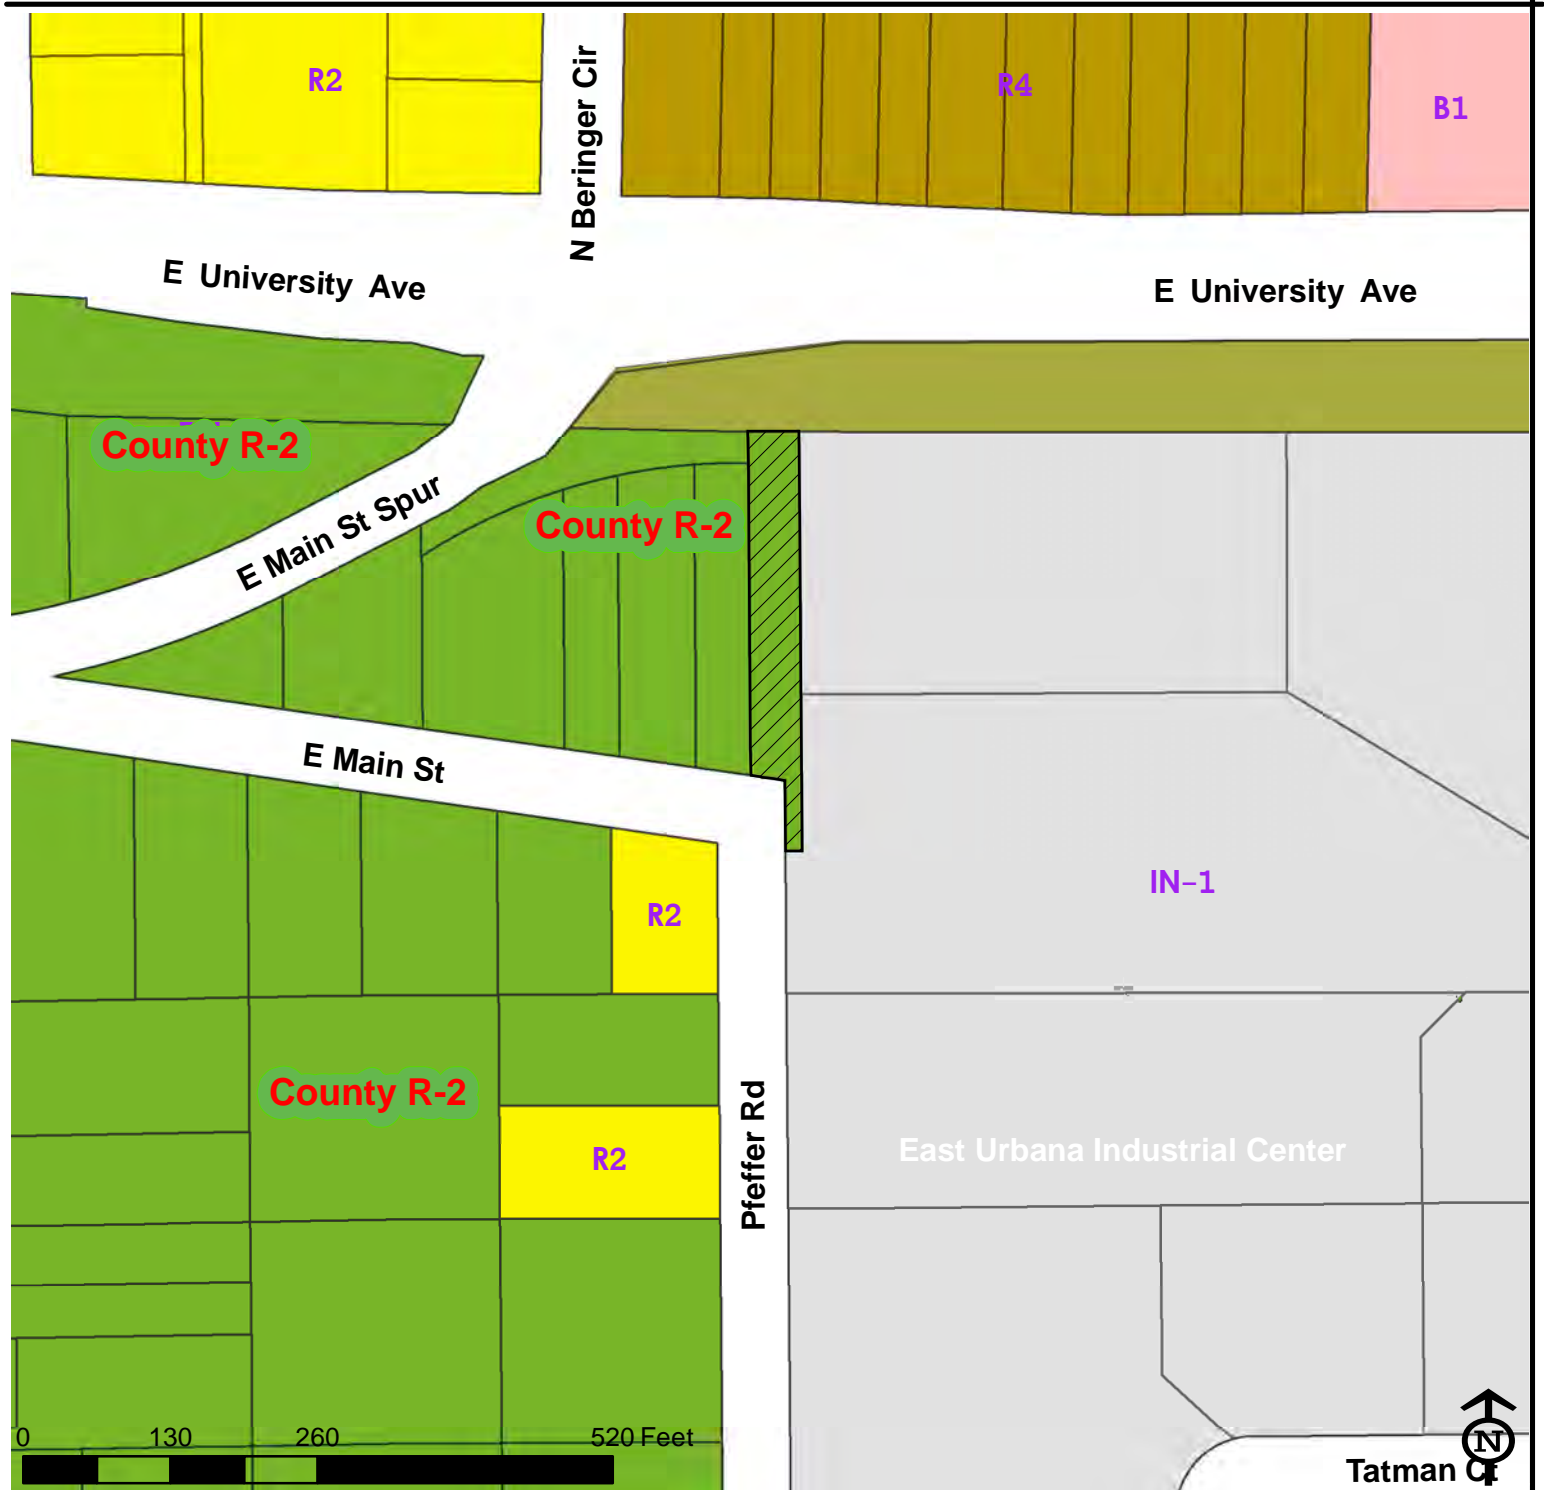 R2
N Beringer Cir
R4
B1
E University Ave
E University Ave
County R-2
E Main St Spur
County R-2
E Main St
IN-1
R2
County R-2
Pfeffer Rd
East Urbana Industrial Center
R2
0 130 260 520 Feet
N
Tatman Ct